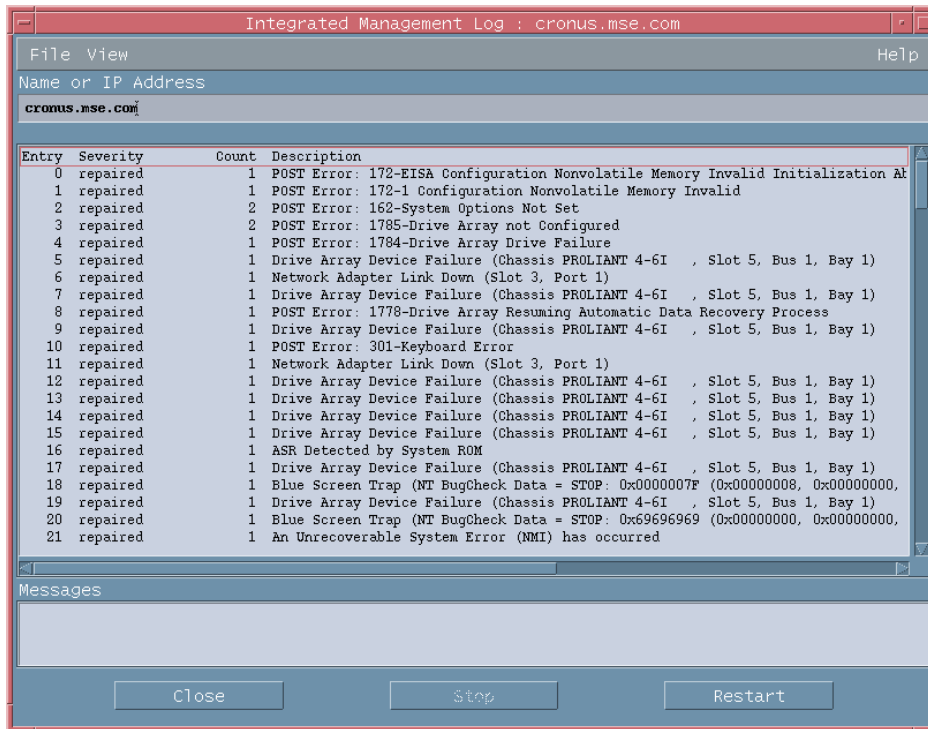 Integrated Management Log : cronus.mse.com
File View Help
Name or IP Address
cronus.mse.com
Entry Severity Count Description
0 repaired 1 POST Error: 172-EISA Configuration Nonvolatile Memory Invalid Initialization Ab
1 repaired 1 POST Error: 172-1 Configuration Nonvolatile Memory Invalid
2 repaired 2 POST Error: 162-System Options Not Set
3 repaired 2 POST Error: 1785-Drive Array not Configured
4 repaired 1 POST Error: 1784-Drive Array Drive Failure
5 repaired 1 Drive Array Device Failure (Chassis PROLIANT 4-6I , Slot 5, Bus 1, Bay 1)
6 repaired 1 Network Adapter Link Down (Slot 3, Port 1)
7 repaired 1 Drive Array Device Failure (Chassis PROLIANT 4-6I , Slot 5, Bus 1, Bay 1)
8 repaired 1 POST Error: 1778-Drive Array Resuming Automatic Data Recovery Process
9 repaired 1 Drive Array Device Failure (Chassis PROLIANT 4-6I , Slot 5, Bus 1, Bay 1)
10 repaired 1 POST Error: 301-Keyboard Error
11 repaired 1 Network Adapter Link Down (Slot 3, Port 1)
12 repaired 1 Drive Array Device Failure (Chassis PROLIANT 4-6I , Slot 5, Bus 1, Bay 1)
13 repaired 1 Drive Array Device Failure (Chassis PROLIANT 4-6I , Slot 5, Bus 1, Bay 1)
14 repaired 1 Drive Array Device Failure (Chassis PROLIANT 4-6I , Slot 5, Bus 1, Bay 1)
15 repaired 1 Drive Array Device Failure (Chassis PROLIANT 4-6I , Slot 5, Bus 1, Bay 1)
16 repaired 1 ASR Detected by System ROM
17 repaired 1 Drive Array Device Failure (Chassis PROLIANT 4-6I , Slot 5, Bus 1, Bay 1)
18 repaired 1 Blue Screen Trap (NT BugCheck Data = STOP: 0x0000007F (0x00000008, 0x00000000,
19 repaired 1 Drive Array Device Failure (Chassis PROLIANT 4-6I , Slot 5, Bus 1, Bay 1)
20 repaired 1 Blue Screen Trap (NT BugCheck Data = STOP: 0x69696969 (0x00000000, 0x00000000,
21 repaired 1 An Unrecoverable System Error (NMI) has occurred
Messages
Close Stop Restart